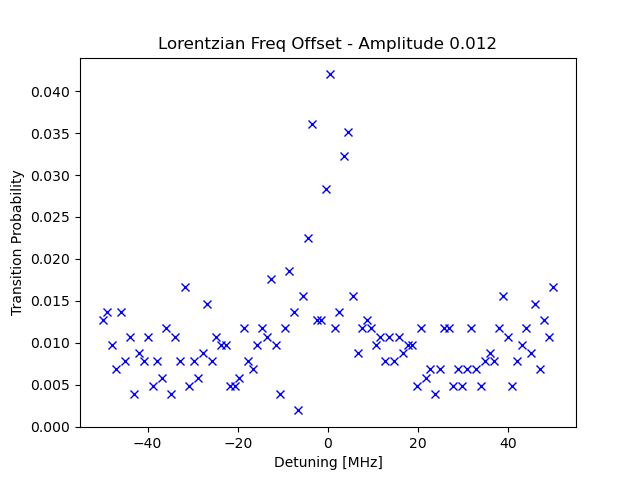 Lorentzian Freq Offset - Amplitude 0.012
0.040
0.035
0.030
0.025
0.020
0.015
0.010
0.005
0.000
Transition Probability
−40 −20 0 20 40
Detuning [MHz]